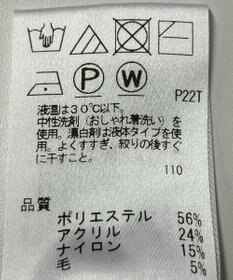 P W P22T
液温は30℃以下。
中性洗剤（おしゃれ着洗い）を
使用。漂白剤は液体タイプを使
用。よくすすぎ、絞りの後すぐ
に干すこと。
110
品質
ポリエステル 56%
アクリル 24%
ナイロン 15%
毛 5%